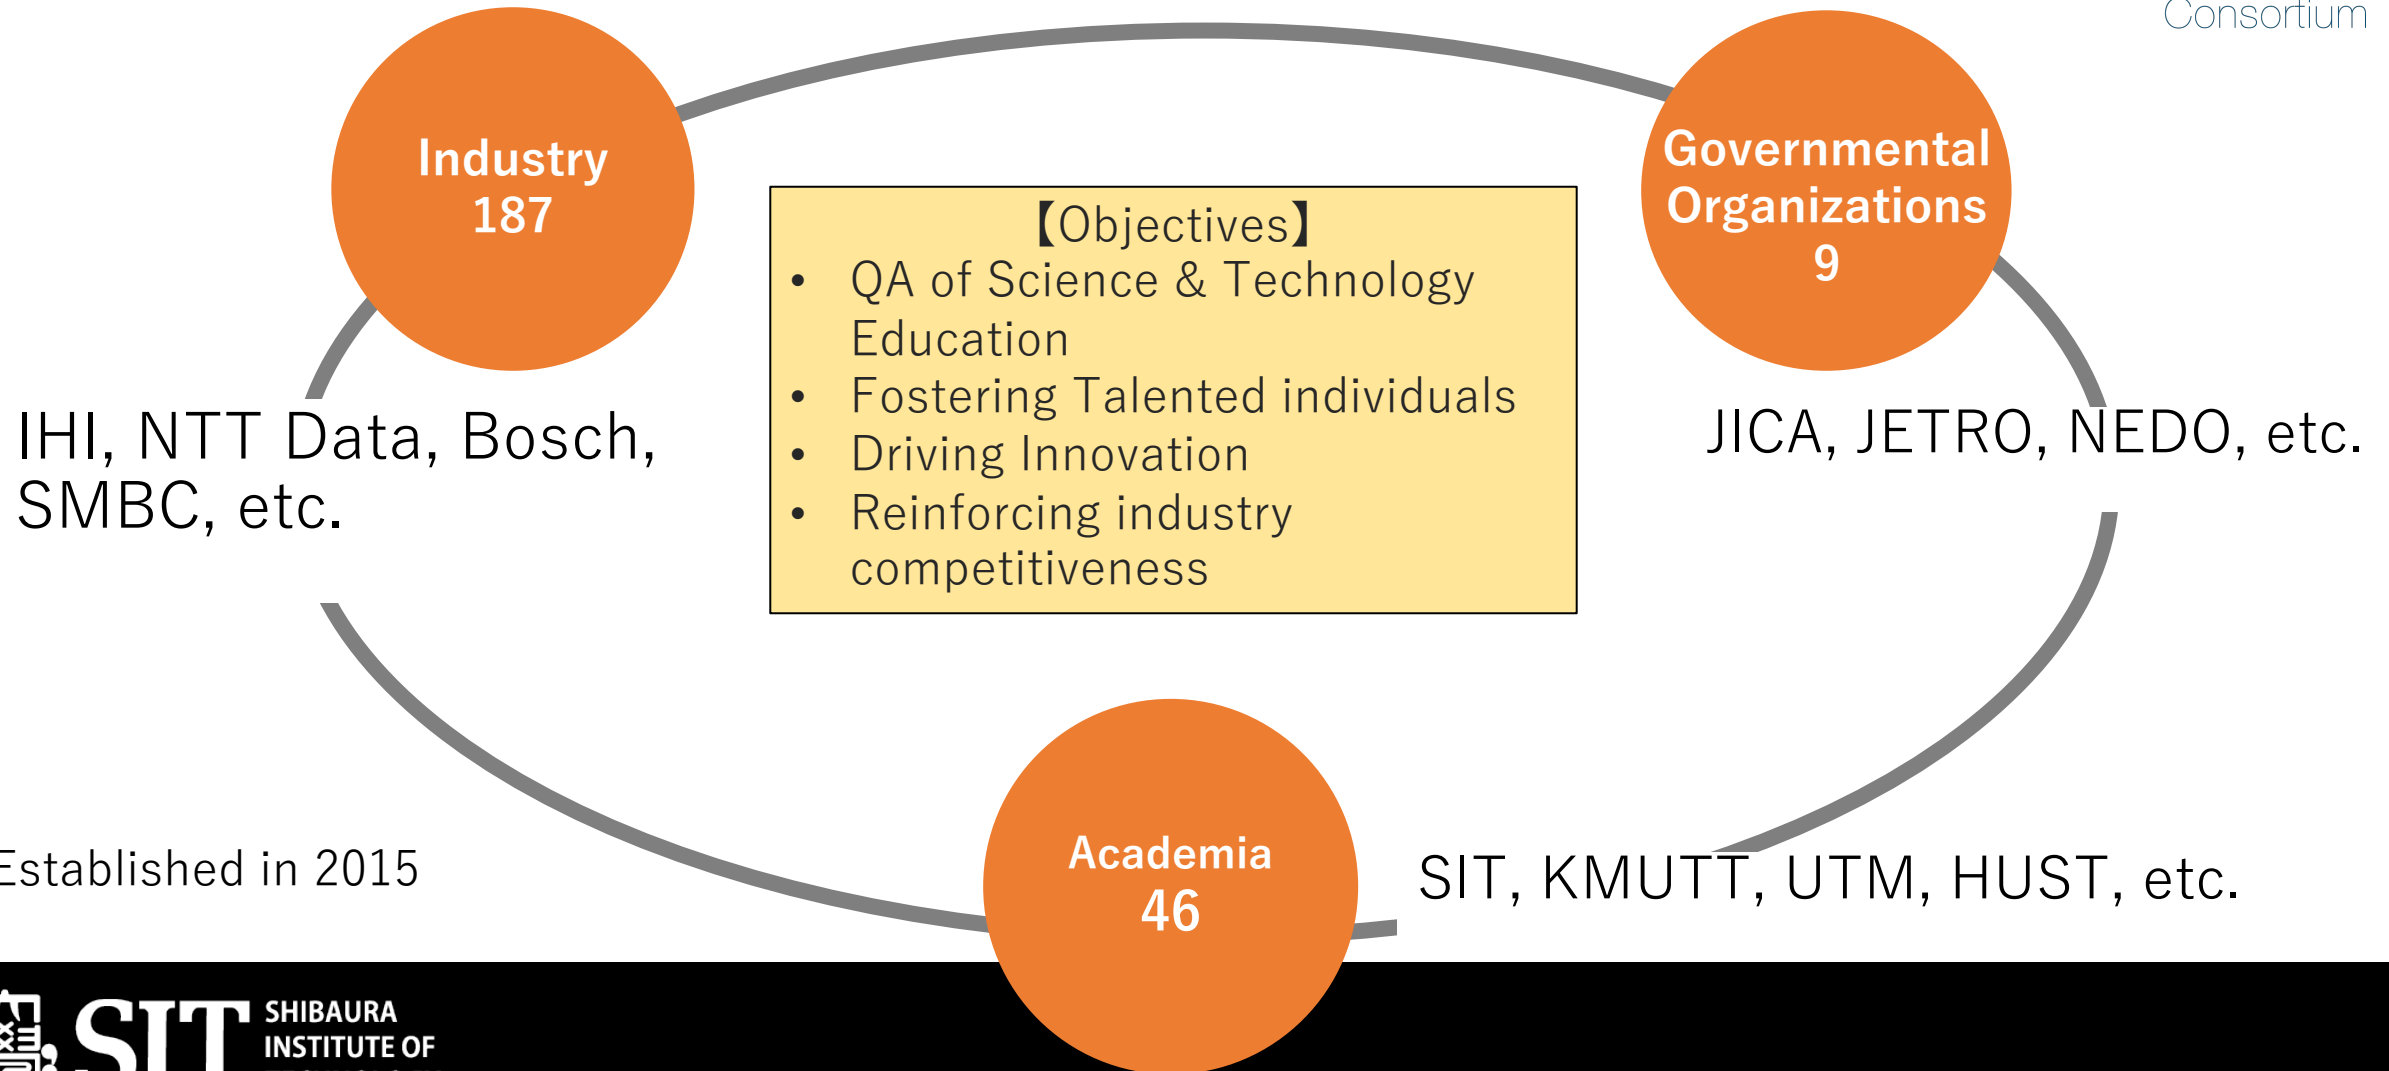 Consortium
Industry
187
Governmental
Organizations
9
【Objectives】
• QA of Science & Technology
Education
• Fostering Talented individuals
• Driving Innovation
• Reinforcing industry
competitiveness
IHI, NTT Data, Bosch,
SMBC, etc.
JICA, JETRO, NEDO, etc.
Academia
46
SIT, KMUTT, UTM, HUST, etc.
Established in 2015
SIT
SHIBAURA
INSTITUTE OF